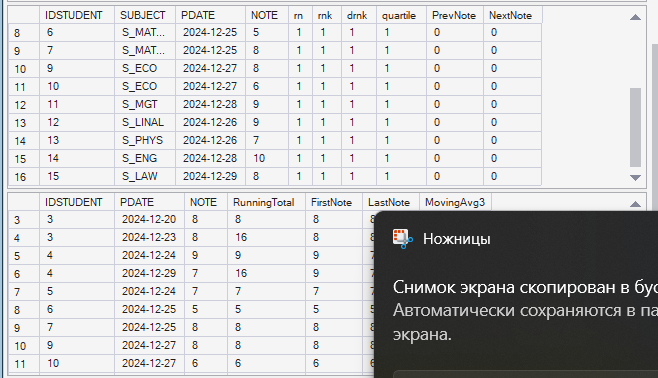 IDSTUDENT SUBJECT PDATE NOTE rn rnk drnk quartile PrevNote NextNote
8 6 S_MAT... 2024-12-25 5 1 1 1 1 0 0
9 7 S_MAT... 2024-12-25 8 1 1 1 1 0 0
10 9 S_ECO 2024-12-27 8 1 1 1 1 0 0
11 10 S_ECO 2024-12-27 6 1 1 1 1 0 0
12 11 S_MGT 2024-12-28 9 1 1 1 1 0 0
13 12 S_LINAL 2024-12-26 9 1 1 1 1 0 0
14 13 S_PHYS 2024-12-26 7 1 1 1 1 0 0
15 14 S_ENG 2024-12-28 10 1 1 1 1 0 0
16 15 S_LAW 2024-12-29 8 1 1 1 1 0 0
IDSTUDENT PDATE NOTE RunningTotal FirstNote LastNote MovingAvg3
3 3 2024-12-20 8 8 8
4 3 2024-12-23 8 16 8
5 4 2024-12-24 9 9 9
6 4 2024-12-29 7 16 9
7 5 2024-12-24 7 7 7
8 6 2024-12-25 5 5 5
9 7 2024-12-25 8 8 8
10 9 2024-12-27 8 8 8
11 10 2024-12-27 6 6 6
Ножницы
Снимок экрана скопирован в
Автоматически сохраняются в
экрана.